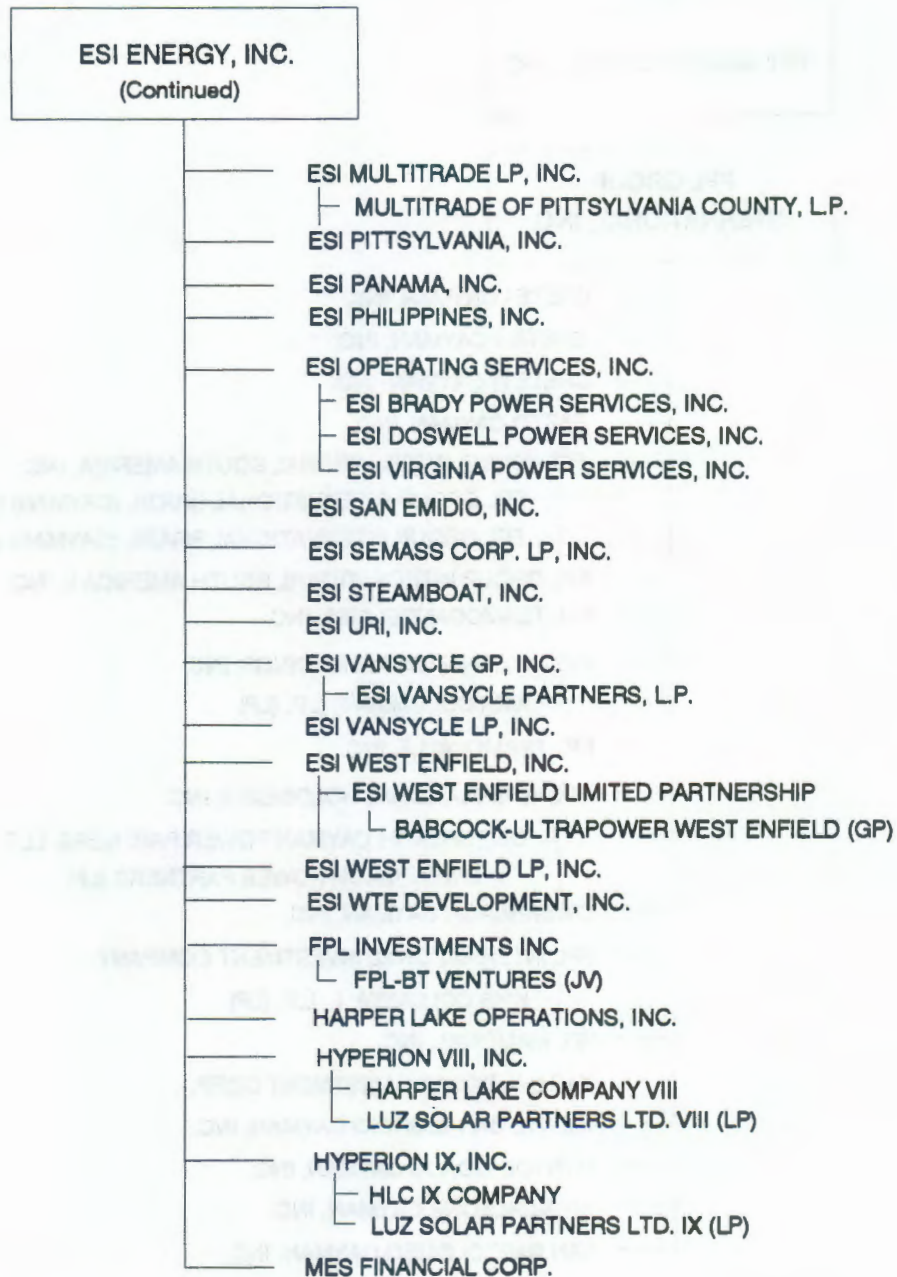 ESI ENERGY, INC.
(Continued)
ESI MULTITRADE LP, INC.
MULTITRADE OF PITTSYLVANIA COUNTY, L.P.
ESI PITTSYLVANIA, INC.
ESI PANAMA, INC.
ESI PHILIPPINES, INC.
ESI OPERATING SERVICES, INC.
ESI BRADY POWER SERVICES, INC.
ESI DOSWELL POWER SERVICES, INC.
ESI VIRGINIA POWER SERVICES, INC.
ESI SAN EMIDIO, INC.
ESI SEMASS CORP. LP, INC.
ESI STEAMBOAT, INC.
ESI URI, INC.
ESI VANSYCLE GP, INC.
ESI VANSYCLE PARTNERS, L.P.
ESI VANSYCLE LP, INC.
ESI WEST ENFIELD, INC.
ESI WEST ENFIELD LIMITED PARTNERSHIP
BABCOCK-ULTRAPOWER WEST ENFIELD (GP)
ESI WEST ENFIELD LP, INC.
ESI WTE DEVELOPMENT, INC.
FPL INVESTMENTS INC
FPL-BT VENTURES (JV)
HARPER LAKE OPERATIONS, INC.
HYPERION VIII, INC.
HARPER LAKE COMPANY VIII
LUZ SOLAR PARTNERS LTD. VIII (LP)
HYPERION IX, INC.
HLC IX COMPANY
LUZ SOLAR PARTNERS LTD. IX (LP)
MES FINANCIAL CORP.